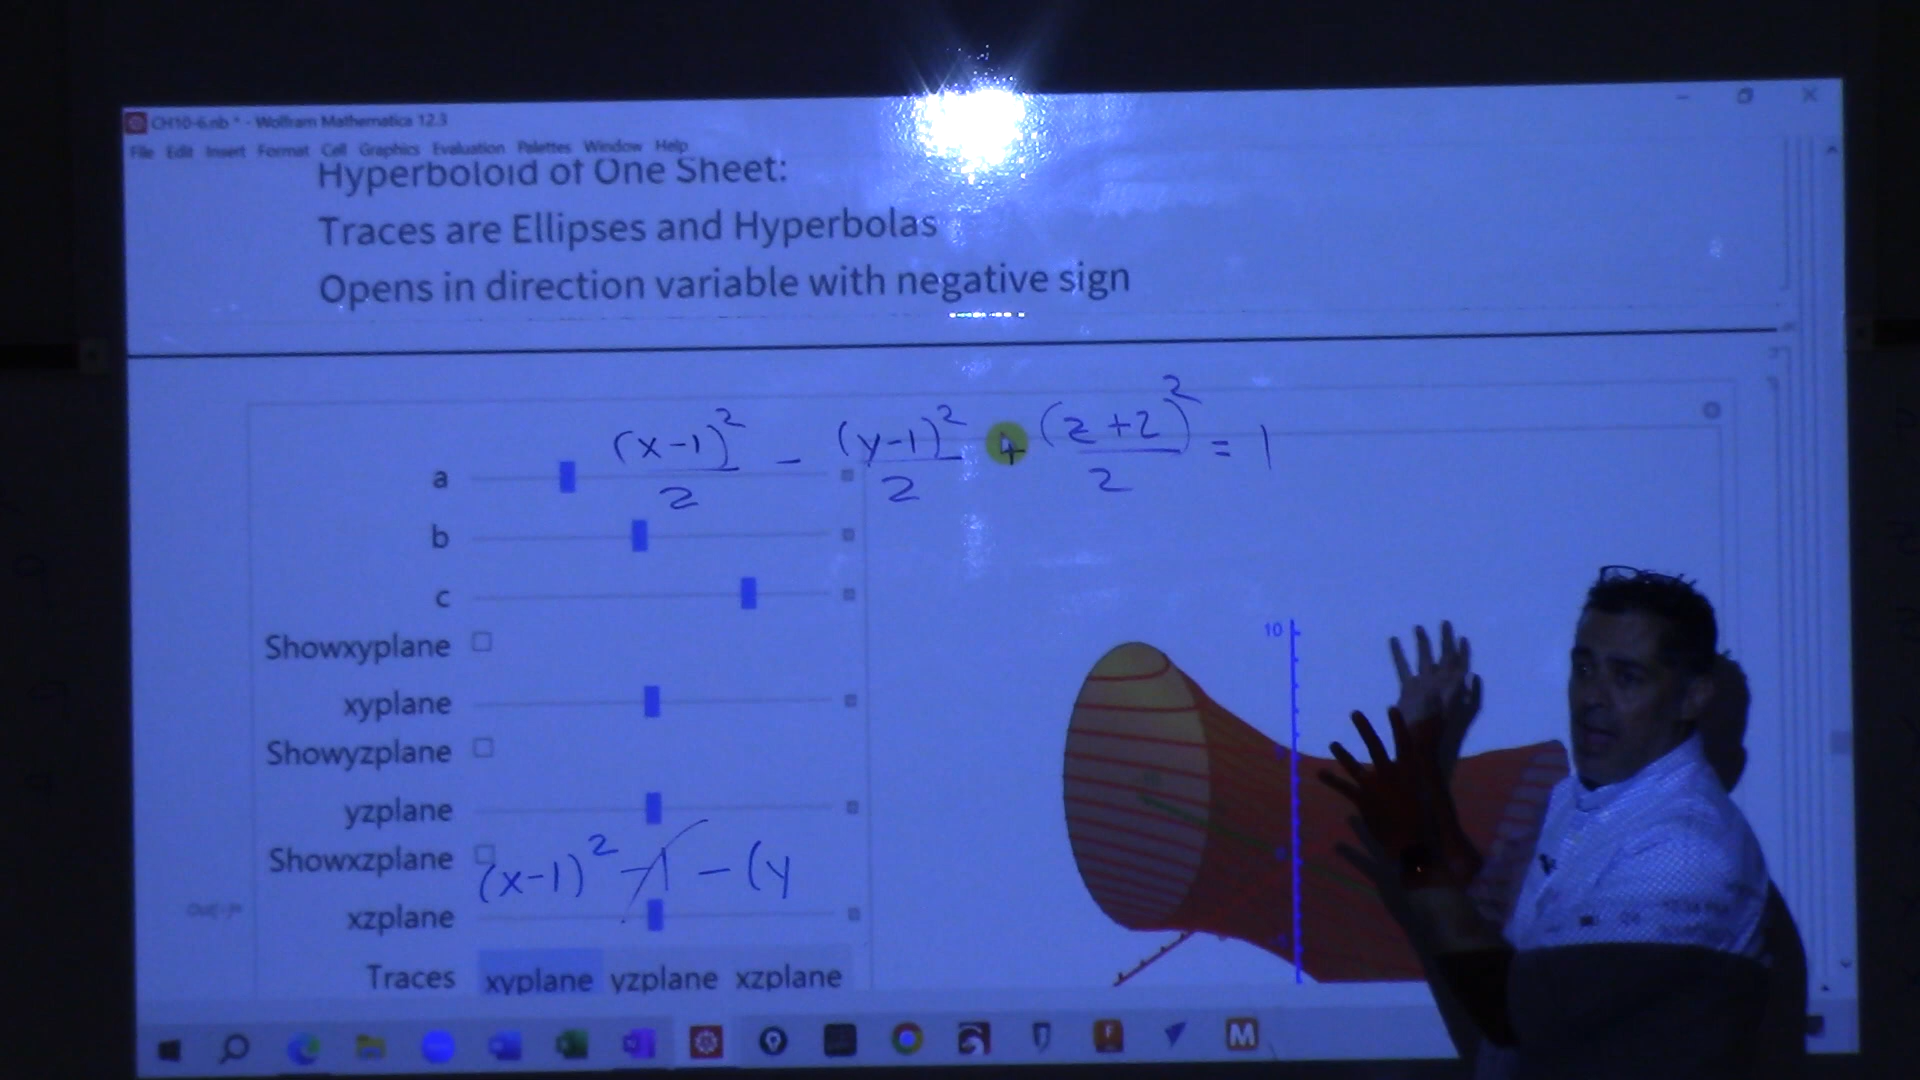 CH10-6.nb * - Wolfram Mathematica 12.3
File Edit Insert Format Cell Graphics Evaluation Palettes Window Help
Hyperboloid of One Sheet:
Traces are Ellipses and Hyperbolas
Opens in direction variable with negative sign
(x-1)²/2 - (y-1)²/2 + (z+2)²/2 = 1
a
b
c
Showxyplane
xyplane
Showyzplane
yzplane
Showxzplane
(x-1)² -1 - (y
xzplane
Traces xyplane yzplane xzplane
10
M